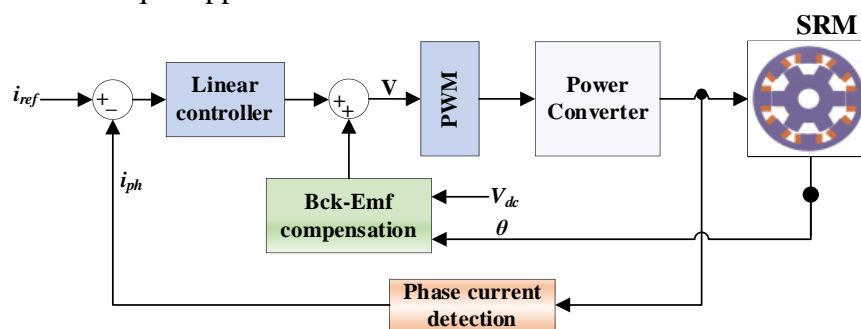 SRM
i_ref
+
−
Linear
controller
+
+
V
PWM
Power
Converter
i_ph
Bck-Emf
compensation
V_dc
θ
Phase current
detection